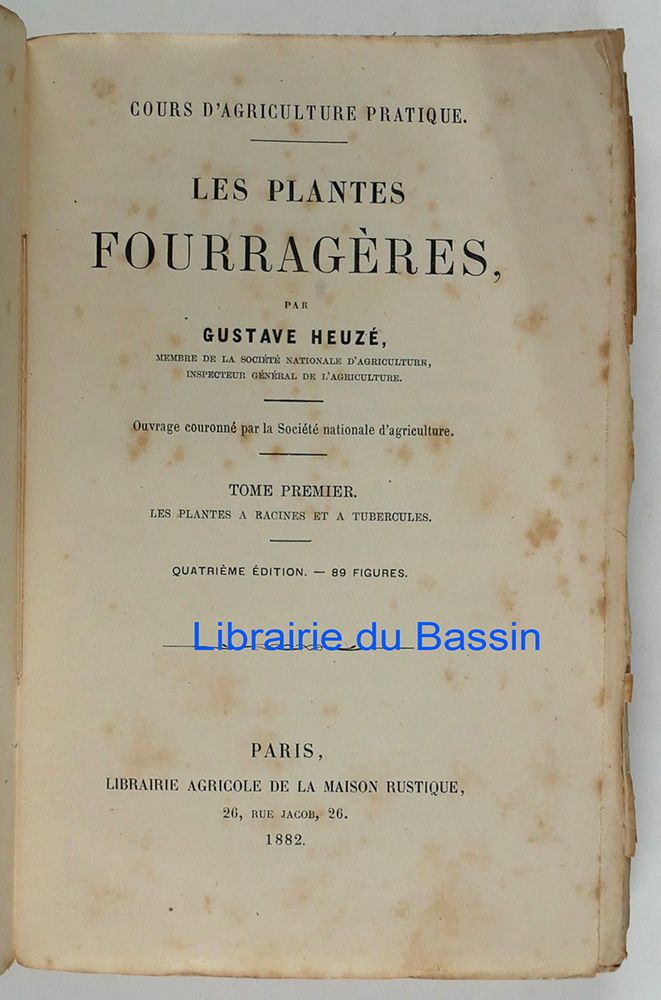 COURS D'AGRICULTURE PRATIQUE.
LES PLANTES
FOURRAGÈRES,
PAR
GUSTAVE HEUZÉ,
MEMBRE DE LA SOCIÉTÉ NATIONALE D'AGRICULTURE,
INSPECTEUR GÉNÉRAL DE L'AGRICULTURE.
Ouvrage couronné par la Société nationale d'agriculture.
TOME PREMIER.
LES PLANTES A RACINES ET A TUBERCULES.
QUATRIÈME ÉDITION. — 89 FIGURES.
Librairie du Bassin
PARIS,
LIBRAIRIE AGRICOLE DE LA MAISON RUSTIQUE,
26, RUE JACOB, 26.
1882.